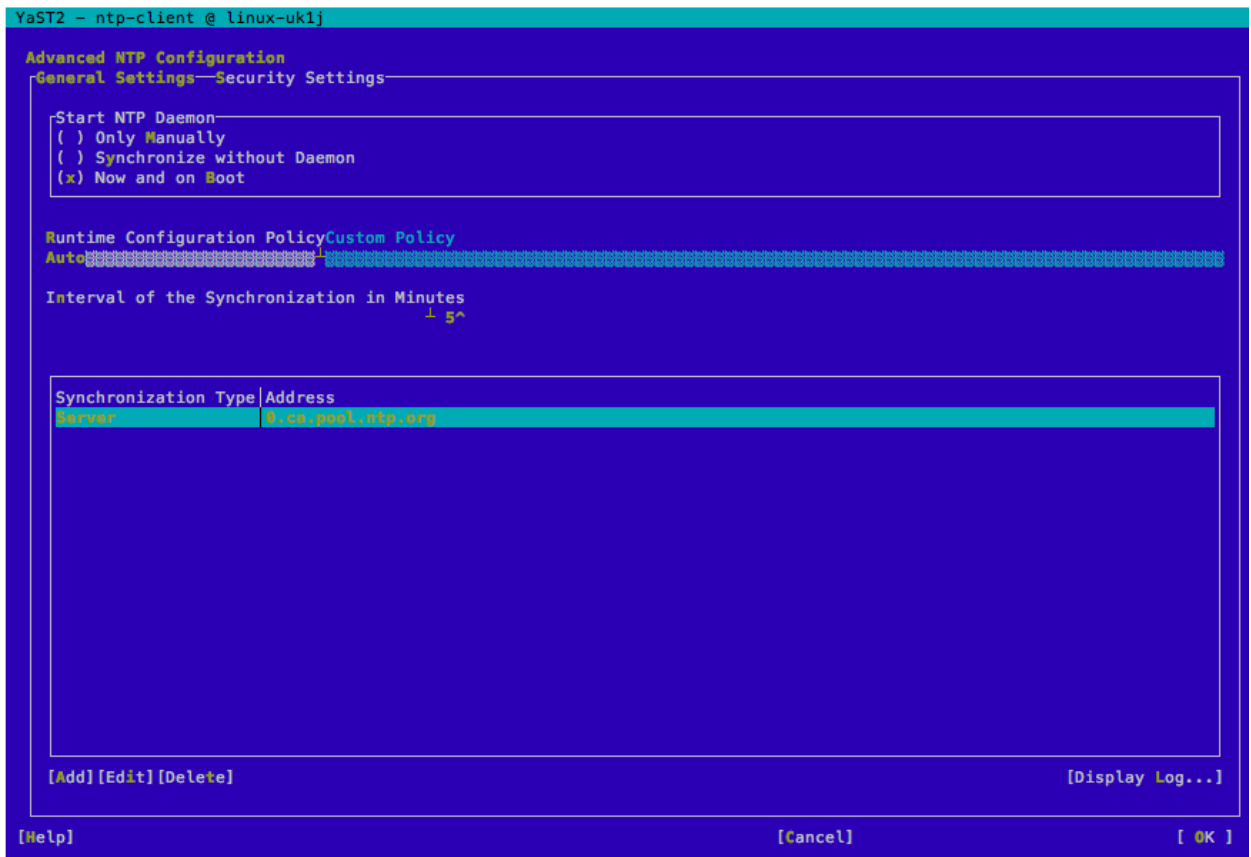 YaST2 - ntp-client @ linux-uk1j
Advanced NTP Configuration
General Settings Security Settings
Start NTP Daemon
( ) Only Manually
( ) Synchronize without Daemon
(x) Now and on Boot
Runtime Configuration Policy Custom Policy
Auto
Interval of the Synchronization in Minutes
5^
Synchronization Type|Address
Server 0.ca.pool.ntp.org
[Add][Edit][Delete] [Display Log...]
[Help] [Cancel] [ OK ]